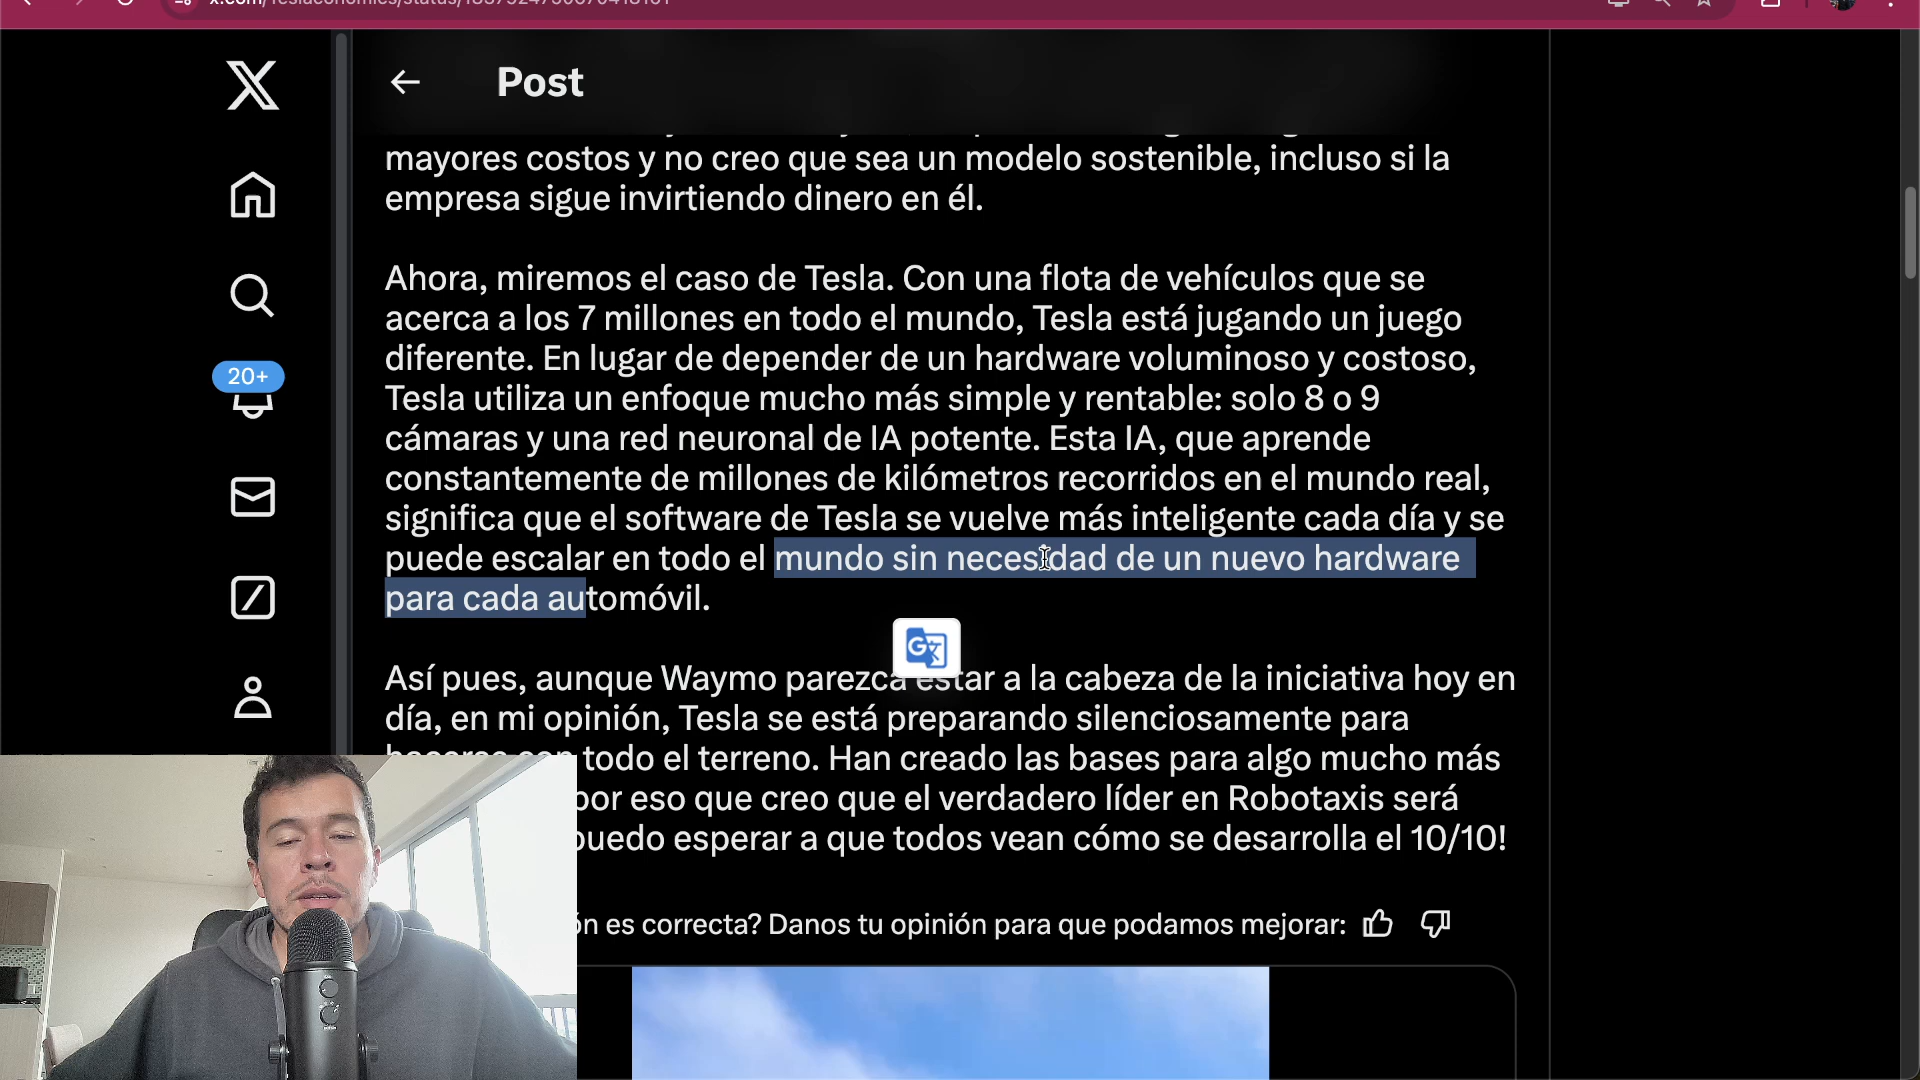 Post
mayores costos y no creo que sea un modelo sostenible, incluso si la
empresa sigue invirtiendo dinero en él.
Ahora, miremos el caso de Tesla. Con una flota de vehículos que se
acerca a los 7 millones en todo el mundo, Tesla está jugando un juego
diferente. En lugar de depender de un hardware voluminoso y costoso,
Tesla utiliza un enfoque mucho más simple y rentable: solo 8 o 9
cámaras y una red neuronal de IA potente. Esta IA, que aprende
constantemente de millones de kilómetros recorridos en el mundo real,
significa que el software de Tesla se vuelve más inteligente cada día y se
puede escalar en todo el mundo sin necesidad de un nuevo hardware
para cada automóvil.
Así pues, aunque Waymo parezca estar a la cabeza de la iniciativa hoy en
día, en mi opinión, Tesla se está preparando silenciosamente para
todo el terreno. Han creado las bases para algo mucho más
por eso que creo que el verdadero líder en Robotaxis será
puedo esperar a que todos vean cómo se desarrolla el 10/10!
es correcta? Danos tu opinión para que podamos mejorar:
20+